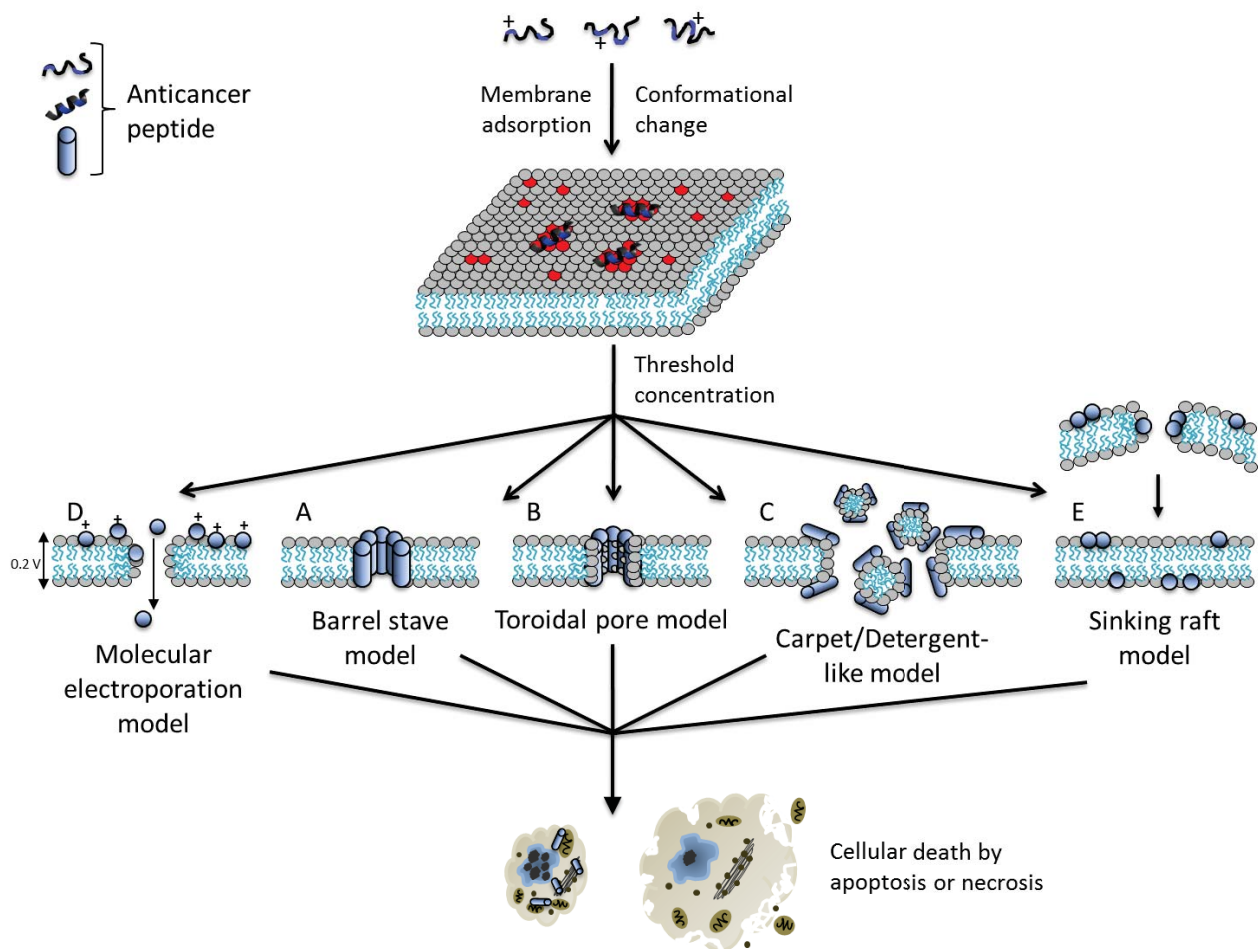 +
+
+
Anticancer
peptide
Membrane
adsorption
Conformational
change
Threshold
concentration
D
A
B
C
E
+
+
+
+
+
0.2 V
Molecular
electroporation
model
Barrel stave
model
Toroidal pore model
Carpet/Detergent-
like model
Sinking raft
model
Cellular death by
apoptosis or necrosis